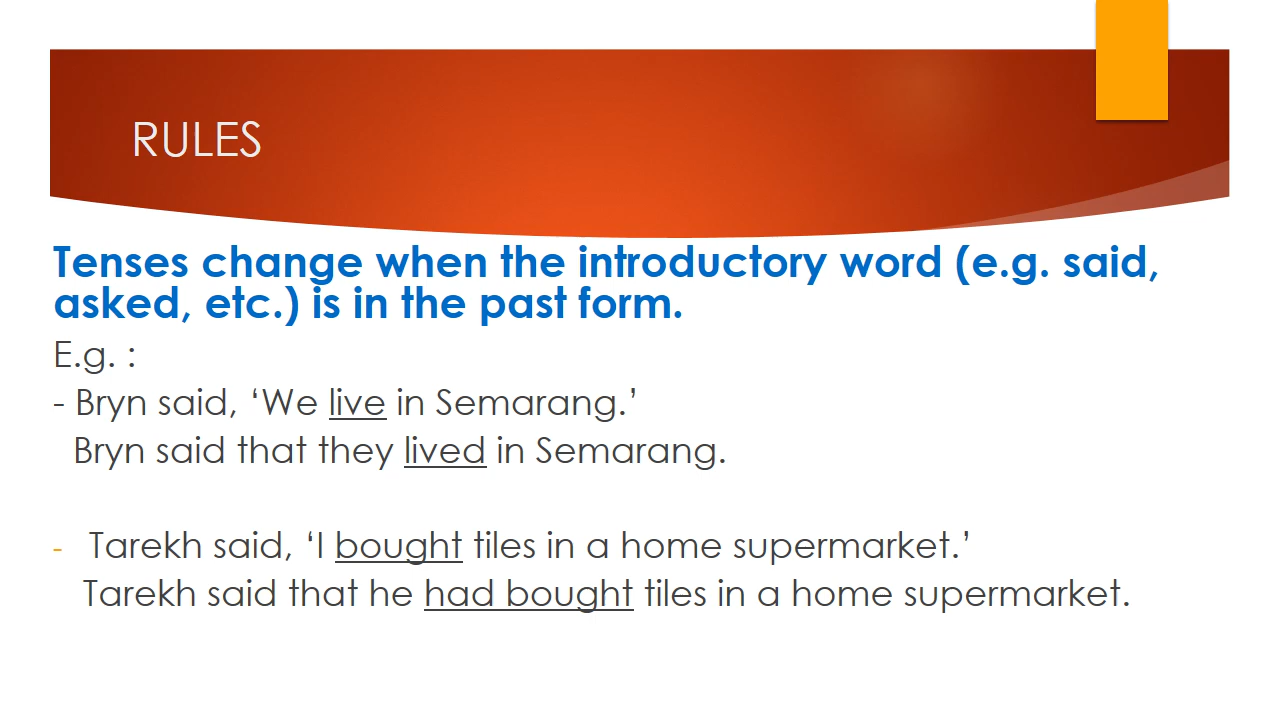 RULES
Tenses change when the introductory word (e.g. said,
asked, etc.) is in the past form.
E.g. :
- Bryn said, ‘We live in Semarang.’
Bryn said that they lived in Semarang.
- Tarekh said, ‘I bought tiles in a home supermarket.’
Tarekh said that he had bought tiles in a home supermarket.